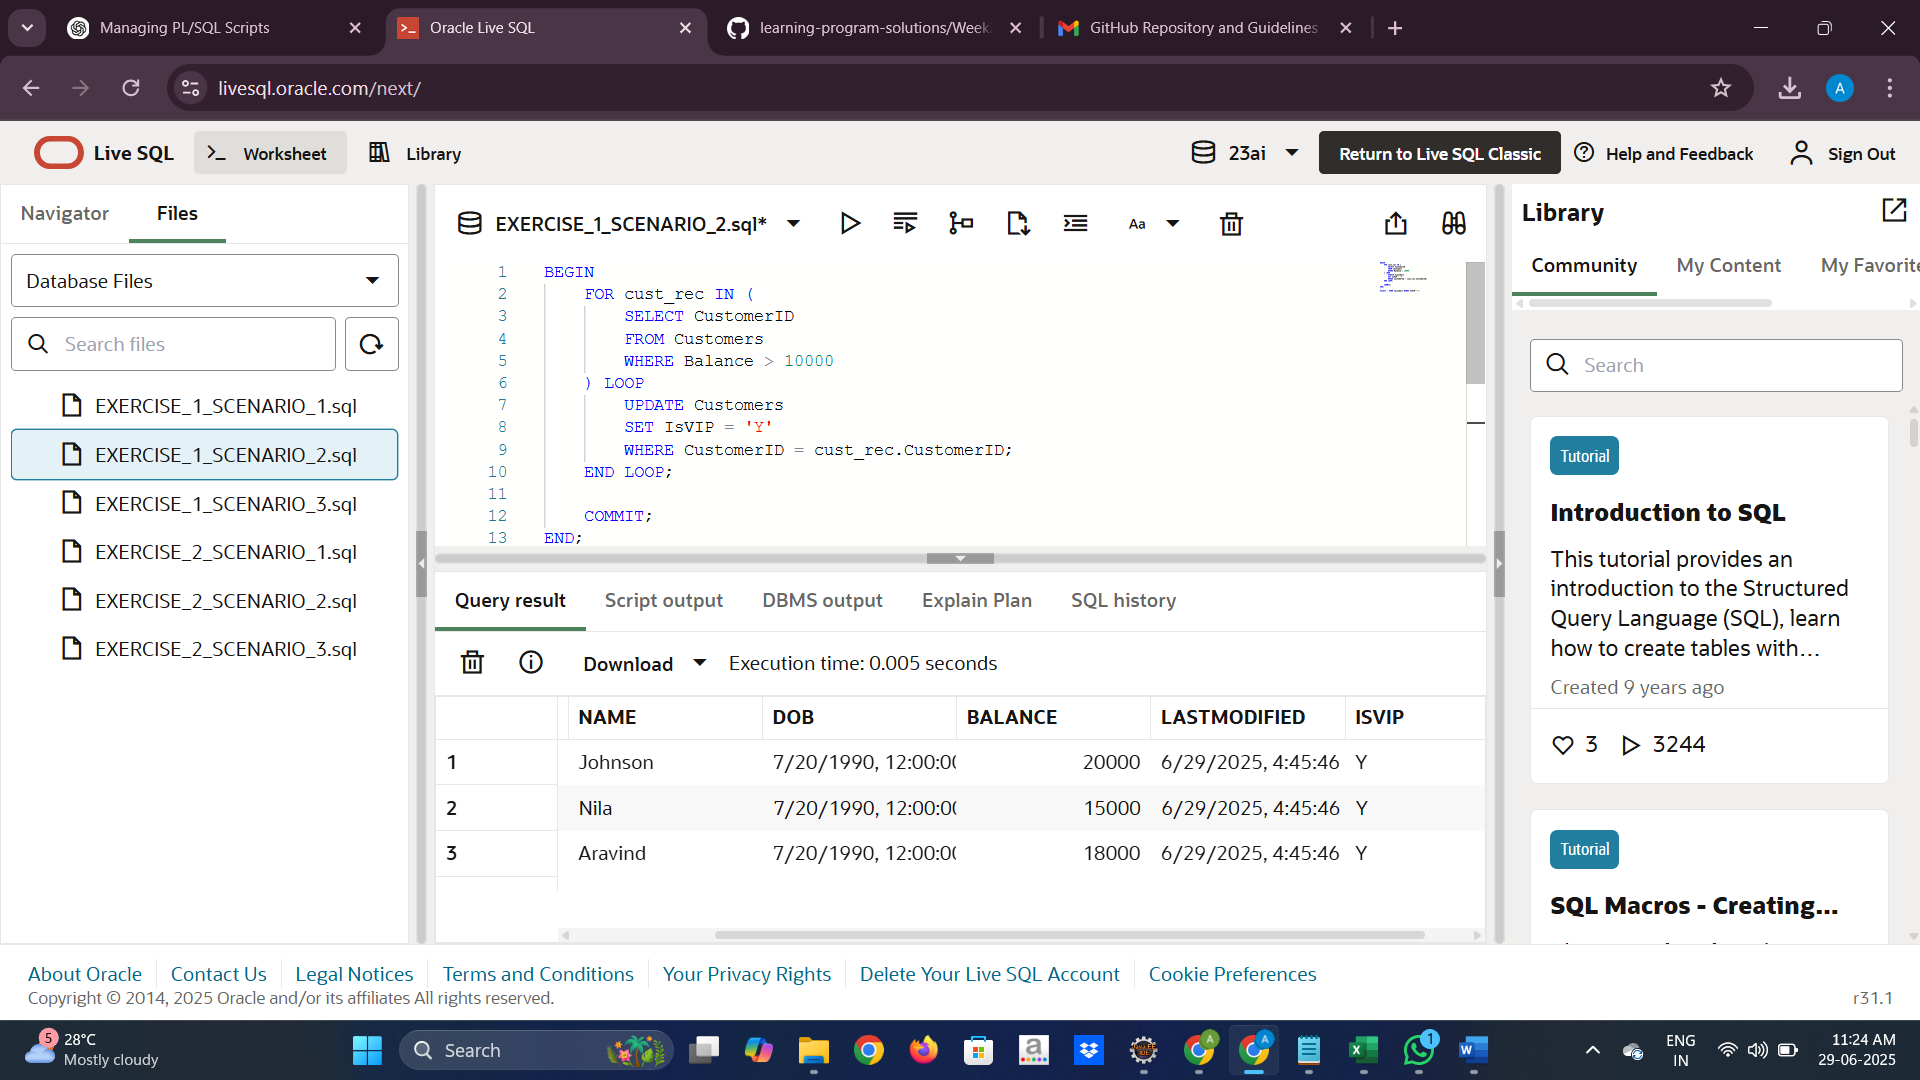 Managing PL/SQL Scripts
Oracle Live SQL
learning-program-solutions/Week
GitHub Repository and Guidelines
livesql.oracle.com/next/
A
Live SQL
Worksheet
Library
23ai
Return to Live SQL Classic
Help and Feedback
Sign Out
Navigator
Files
Database Files
Search files
EXERCISE_1_SCENARIO_1.sql
EXERCISE_1_SCENARIO_2.sql
EXERCISE_1_SCENARIO_3.sql
EXERCISE_2_SCENARIO_1.sql
EXERCISE_2_SCENARIO_2.sql
EXERCISE_2_SCENARIO_3.sql
EXERCISE_1_SCENARIO_2.sql*
Aa
1 BEGIN
2 FOR cust_rec IN (
3 SELECT CustomerID
4 FROM Customers
5 WHERE Balance > 10000
6 ) LOOP
7 UPDATE Customers
8 SET IsVIP = 'Y'
9 WHERE CustomerID = cust_rec.CustomerID;
10 END LOOP;
11
12 COMMIT;
13 END;
Query result Script output DBMS output Explain Plan SQL history
Download Execution time: 0.005 seconds
NAME DOB BALANCE LASTMODIFIED ISVIP
1 Johnson 7/20/1990, 12:00:00 20000 6/29/2025, 4:45:46 Y
2 Nila 7/20/1990, 12:00:00 15000 6/29/2025, 4:45:46 Y
3 Aravind 7/20/1990, 12:00:00 18000 6/29/2025, 4:45:46 Y
Library
Community My Content My Favorite
Search
Tutorial
Introduction to SQL
This tutorial provides an
introduction to the Structured
Query Language (SQL), learn
how to create tables with...
Created 9 years ago
3 3244
Tutorial
SQL Macros - Creating...
About Oracle Contact Us Legal Notices Terms and Conditions Your Privacy Rights Delete Your Live SQL Account Cookie Preferences
Copyright © 2014, 2025 Oracle and/or its affiliates All rights reserved.
r31.1
5
28°C
Mostly cloudy
Search
1
ENG
IN
11:24 AM
29-06-2025